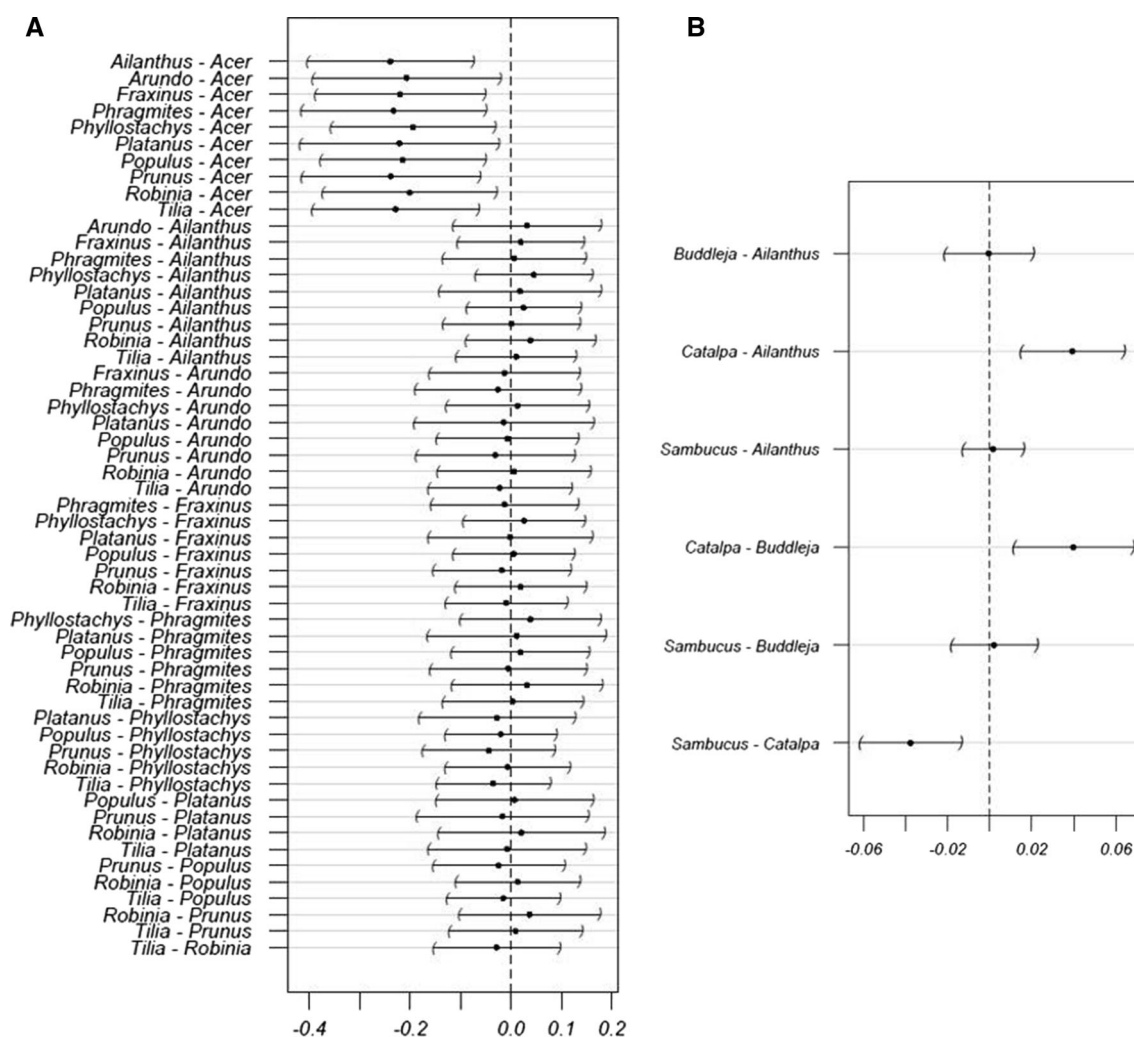 A
Ailanthus - Acer
Arundo - Acer
Fraxinus - Acer
Phragmites - Acer
Phyllostachys - Acer
Platanus - Acer
Populus - Acer
Prunus - Acer
Robinia - Acer
Tilia - Acer
Arundo - Ailanthus
Fraxinus - Ailanthus
Phragmites - Ailanthus
Phyllostachys - Ailanthus
Platanus - Ailanthus
Populus - Ailanthus
Prunus - Ailanthus
Robinia - Ailanthus
Tilia - Ailanthus
Fraxinus - Arundo
Phragmites - Arundo
Phyllostachys - Arundo
Platanus - Arundo
Populus - Arundo
Prunus - Arundo
Robinia - Arundo
Tilia - Arundo
Phragmites - Fraxinus
Phyllostachys - Fraxinus
Platanus - Fraxinus
Populus - Fraxinus
Prunus - Fraxinus
Robinia - Fraxinus
Tilia - Fraxinus
Phyllostachys - Phragmites
Platanus - Phragmites
Populus - Phragmites
Prunus - Phragmites
Robinia - Phragmites
Tilia - Phragmites
Platanus - Phyllostachys
Populus - Phyllostachys
Prunus - Phyllostachys
Robinia - Phyllostachys
Tilia - Phyllostachys
Populus - Platanus
Prunus - Platanus
Robinia - Platanus
Tilia - Platanus
Prunus - Populus
Robinia - Populus
Tilia - Populus
Robinia - Prunus
Tilia - Prunus
Tilia - Robinia
-0.4 -0.2 0.0 0.1 0.2
B
Buddleja - Ailanthus
Catalpa - Ailanthus
Sambucus - Ailanthus
Catalpa - Buddleja
Sambucus - Buddleja
Sambucus - Catalpa
-0.06 -0.02 0.02 0.06